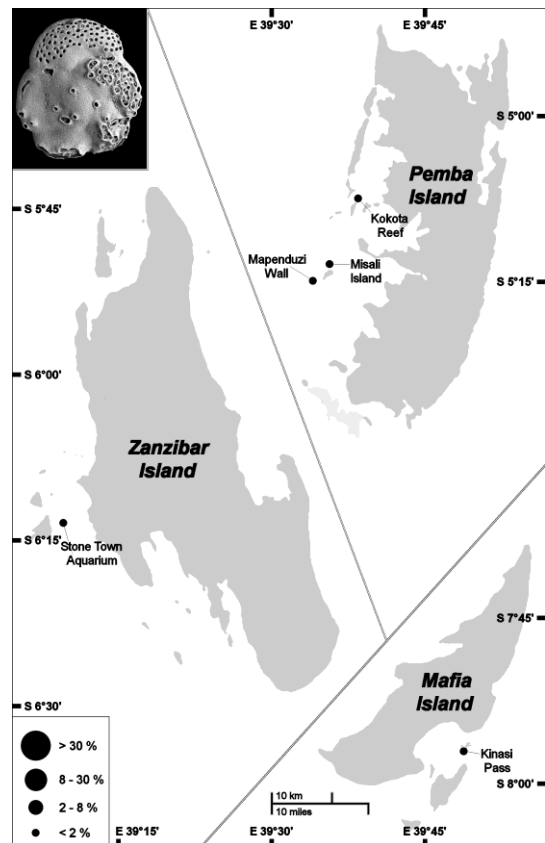 E 39°30'
E 39°45'
S 5°00'
Pemba
Island
S 5°45'
Kokota
Reef
Mapenduzi
Wall
Misali
Island
S 5°15'
S 6°00'
Zanzibar
Island
S 6°15'
Stone Town
Aquarium
S 7°45'
Mafia
Island
S 6°30'
> 30 %
8 - 30 %
2 - 8 %
< 2 %
Kinasi
Pass
S 8°00'
10 km
10 miles
E 39°15'
E 39°30'
E 39°45'